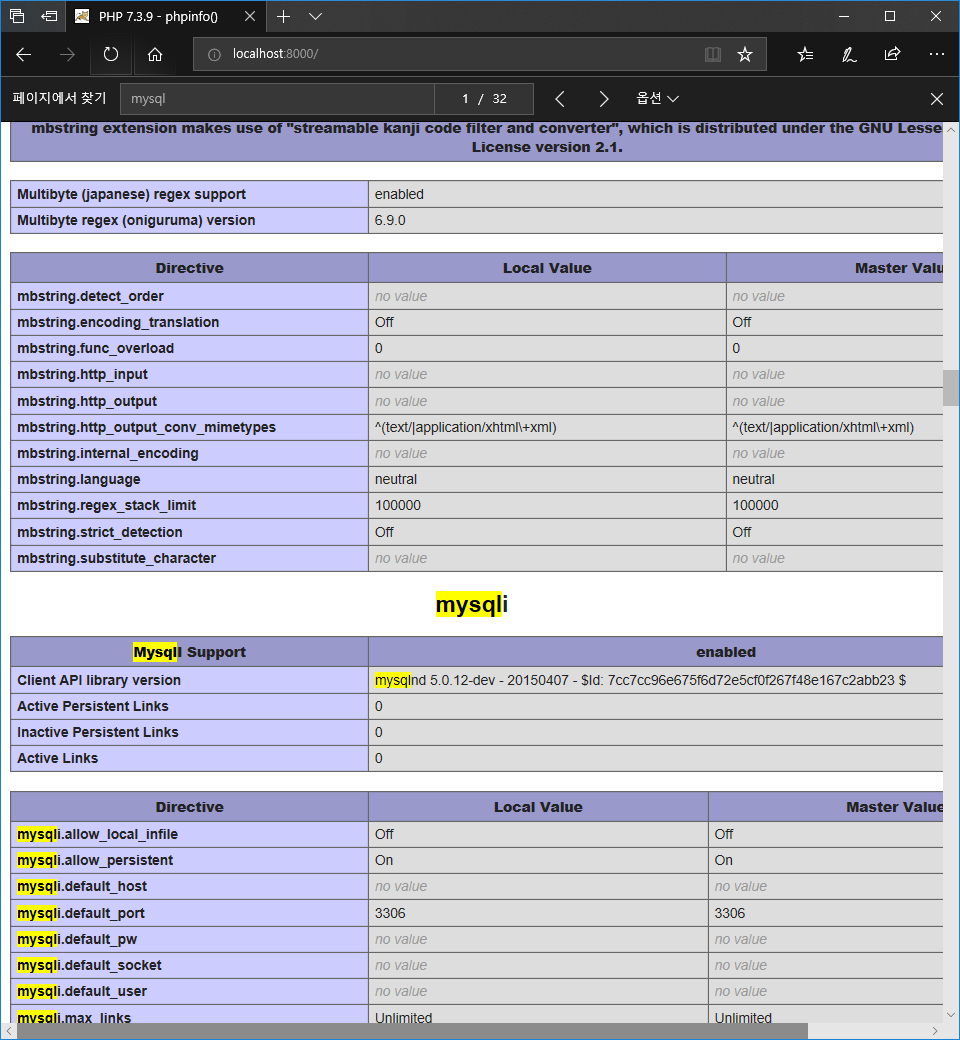 PHP 7.3.9 - phpinfo()
localhost:8000/
페이지에서 찾기 mysql 1 / 32 옵션
mbstring extension makes use of "streamable kanji code filter and converter", which is distributed under the GNU Lesse
License version 2.1.
Multibyte (japanese) regex support enabled
Multibyte regex (oniguruma) version 6.9.0
Directive Local Value Master Valu
mbstring.detect_order no value no value
mbstring.encoding_translation Off Off
mbstring.func_overload 0 0
mbstring.http_input no value no value
mbstring.http_output no value no value
mbstring.http_output_conv_mimetypes ^(text/|application/xhtml\+xml) ^(text/|application/xhtml\+xml)
mbstring.internal_encoding no value no value
mbstring.language neutral neutral
mbstring.regex_stack_limit 100000 100000
mbstring.strict_detection Off Off
mbstring.substitute_character no value no value
mysqli
MysqlI Support enabled
Client API library version mysqlnd 5.0.12-dev - 20150407 - $Id: 7cc7cc96e675f6d72e5cf0f267f48e167c2abb23 $
Active Persistent Links 0
Inactive Persistent Links 0
Active Links 0
Directive Local Value Master Value
mysqli.allow_local_infile Off Off
mysqli.allow_persistent On On
mysqli.default_host no value no value
mysqli.default_port 3306 3306
mysqli.default_pw no value no value
mysqli.default_socket no value no value
mysqli.default_user no value no value
mysqli.max_links Unlimited Unlimited